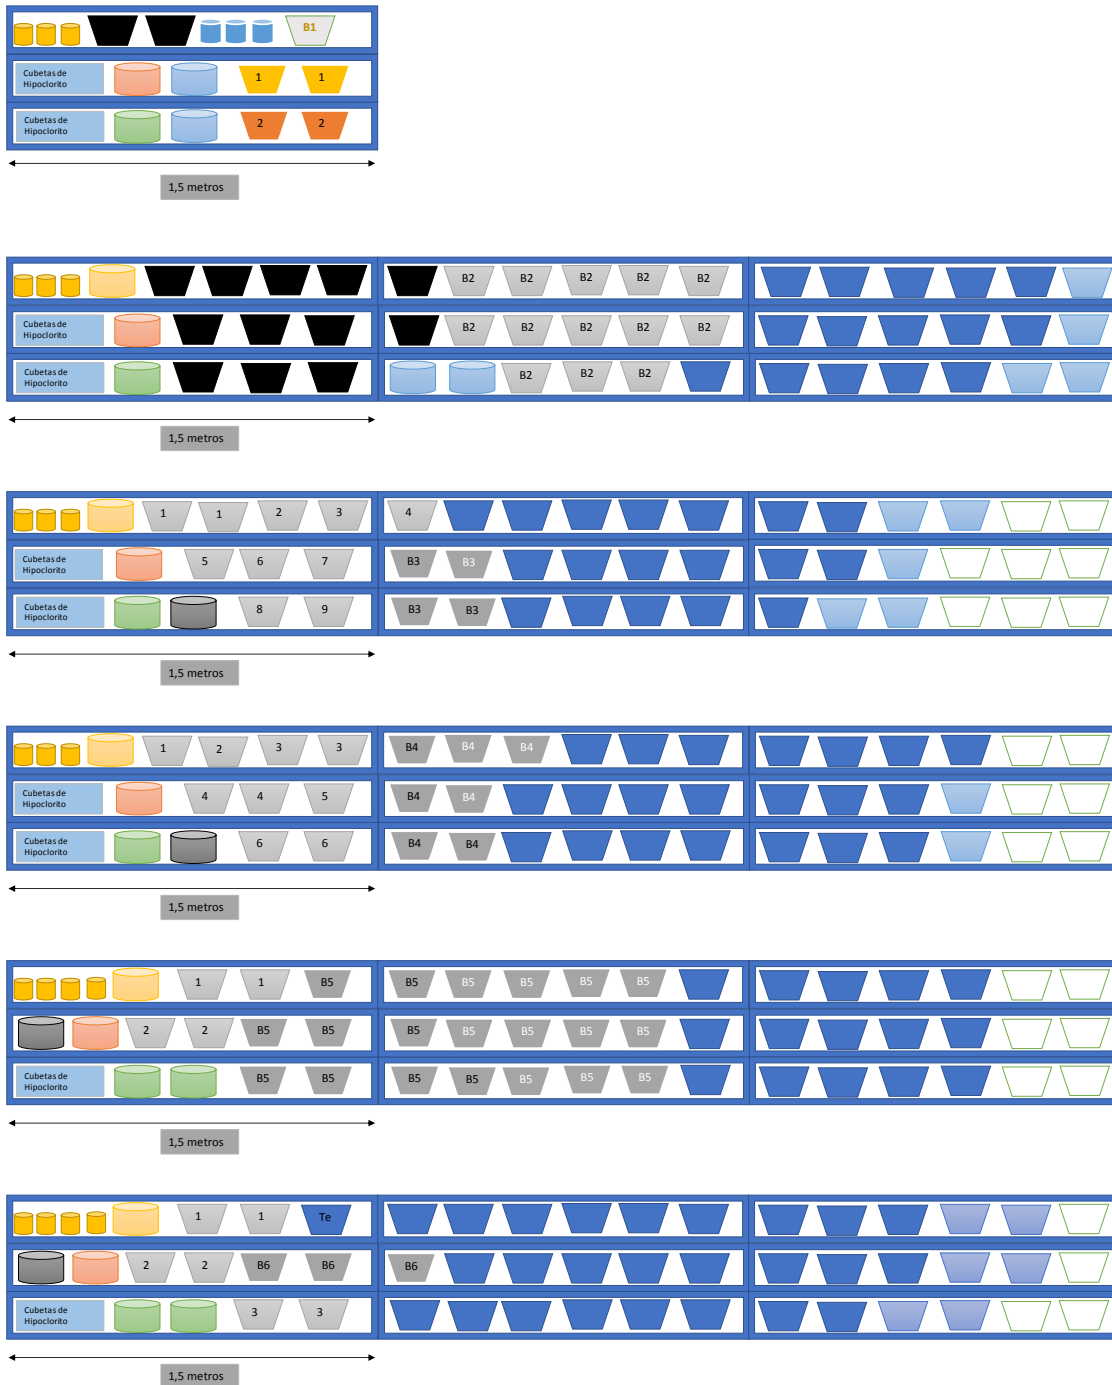 B1
Cubetas de
Hipoclorito
1 1
Cubetas de
Hipoclorito
2 2
1,5 metros
B2 B2 B2 B2 B2
Cubetas de
Hipoclorito
B2 B2 B2 B2 B2
Cubetas de
Hipoclorito
B2 B2 B2
1,5 metros
1 1 2 3 4
Cubetas de
Hipoclorito
5 6 7 B3 B3
Cubetas de
Hipoclorito
8 9 B3 B3
1,5 metros
1 2 3 3 B4 B4 B4
Cubetas de
Hipoclorito
4 4 5 B4 B4
Cubetas de
Hipoclorito
6 6 B4 B4
1,5 metros
1 1 B5 B5 B5 B5 B5 B5
2 2 B5 B5 B5 B5 B5 B5 B5
Cubetas de
Hipoclorito
B5 B5 B5 B5 B5 B5 B5
1,5 metros
1 1 Te
2 2 B6 B6 B6
Cubetas de
Hipoclorito
3 3
1,5 metros